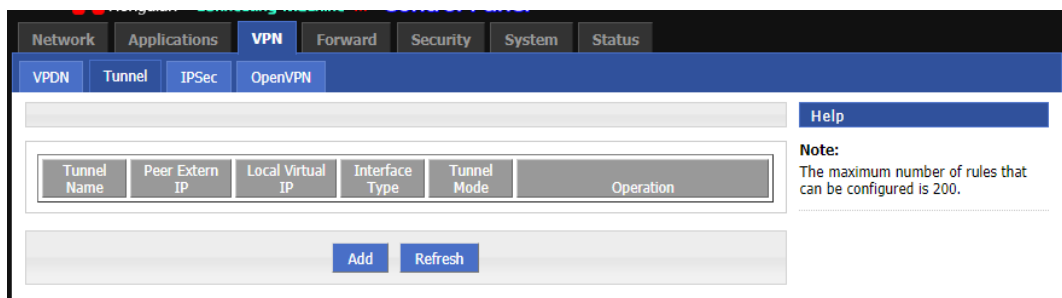 Network Applications VPN Forward Security System Status
VPDN Tunnel IPSec OpenVPN
Help
Note:
The maximum number of rules that
can be configured is 200.
Tunnel Name
Peer Extern IP
Local Virtual IP
Interface Type
Tunnel Mode
Operation
Add Refresh